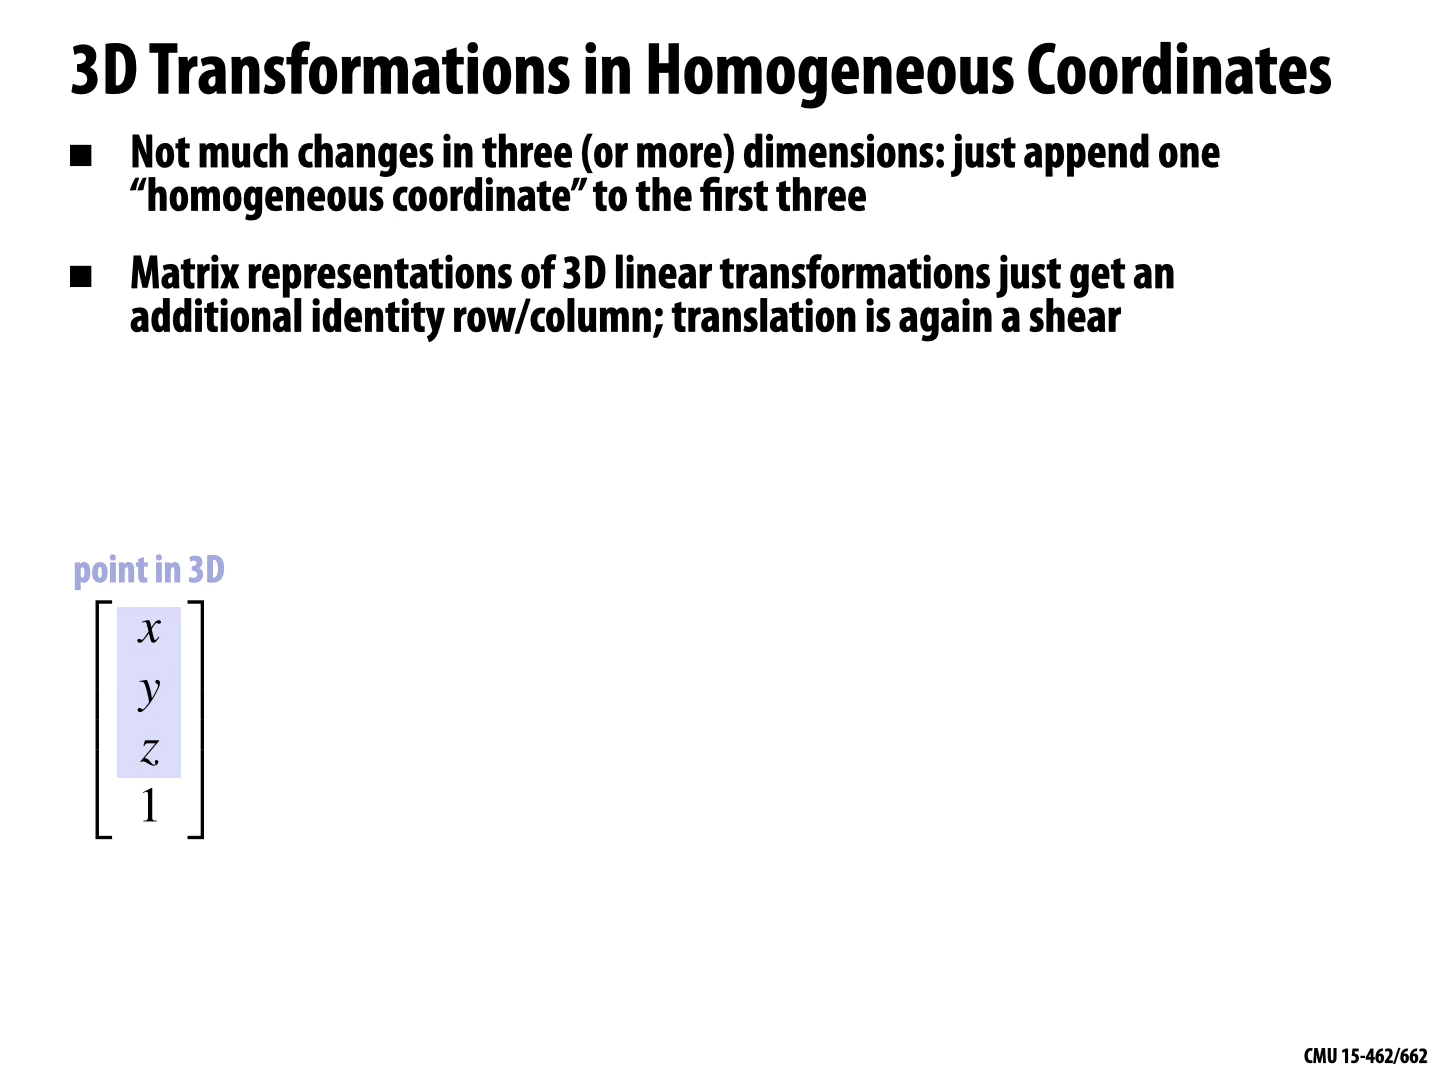 3D Transformations in Homogeneous Coordinates
■ Not much changes in three (or more) dimensions: just append one
“homogeneous coordinate” to the first three
■ Matrix representations of 3D linear transformations just get an
additional identity row/column; translation is again a shear
point in 3D
x
y
z
1
CMU 15-462/662